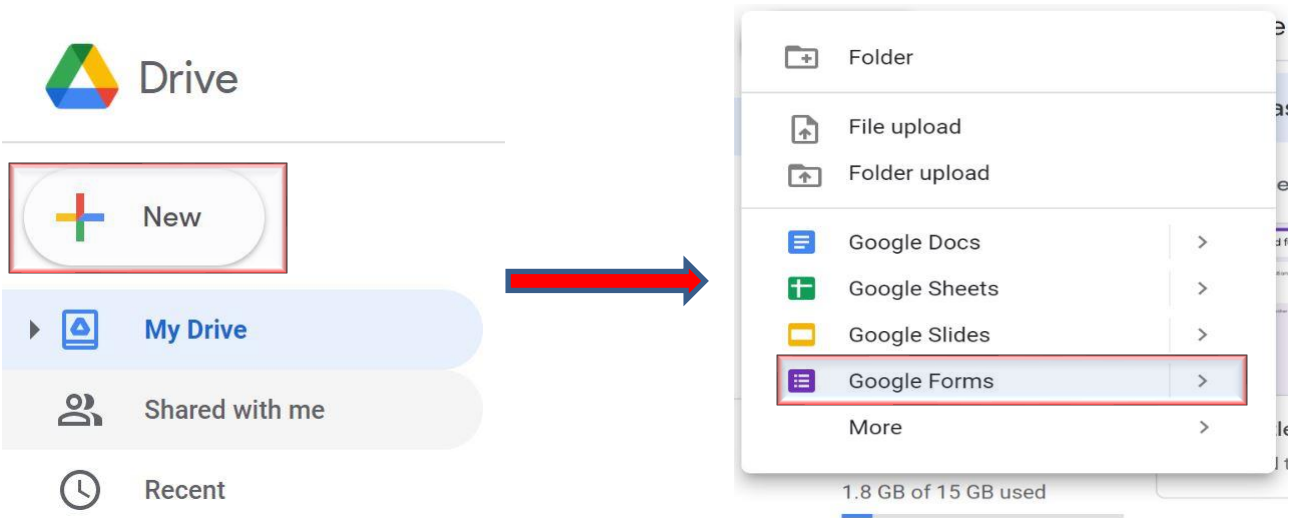 Drive
New
My Drive
Shared with me
Recent
Folder
File upload
Folder upload
Google Docs
Google Sheets
Google Slides
Google Forms
More
1.8 GB of 15 GB used